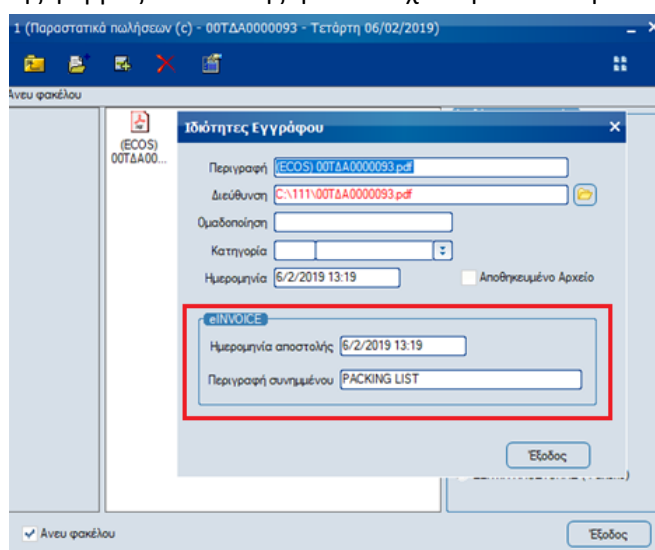 1 (Παραστατικά πωλήσεων (c) - 00ΤΔΑ0000093 - Τετάρτη 06/02/2019)
Άνευ φακέλου
(ECOS)
00ΤΔΑ00...
Ιδιότητες Εγγράφου
Περιγραφή (ECOS) 00ΤΔΑ0000093.pdf
Διεύθυνση C:\111\00ΤΔΑ0000093.pdf
Ομαδοποίηση
Κατηγορία
Ημερομηνία 6/2/2019 13:19 Αποθηκευμένο Αρχείο
eINVOICE
Ημερομηνία αποστολής 6/2/2019 13:19
Περιγραφή συνημμένου PACKING LIST
Έξοδος
Άνευ φακέλου
Έξοδος